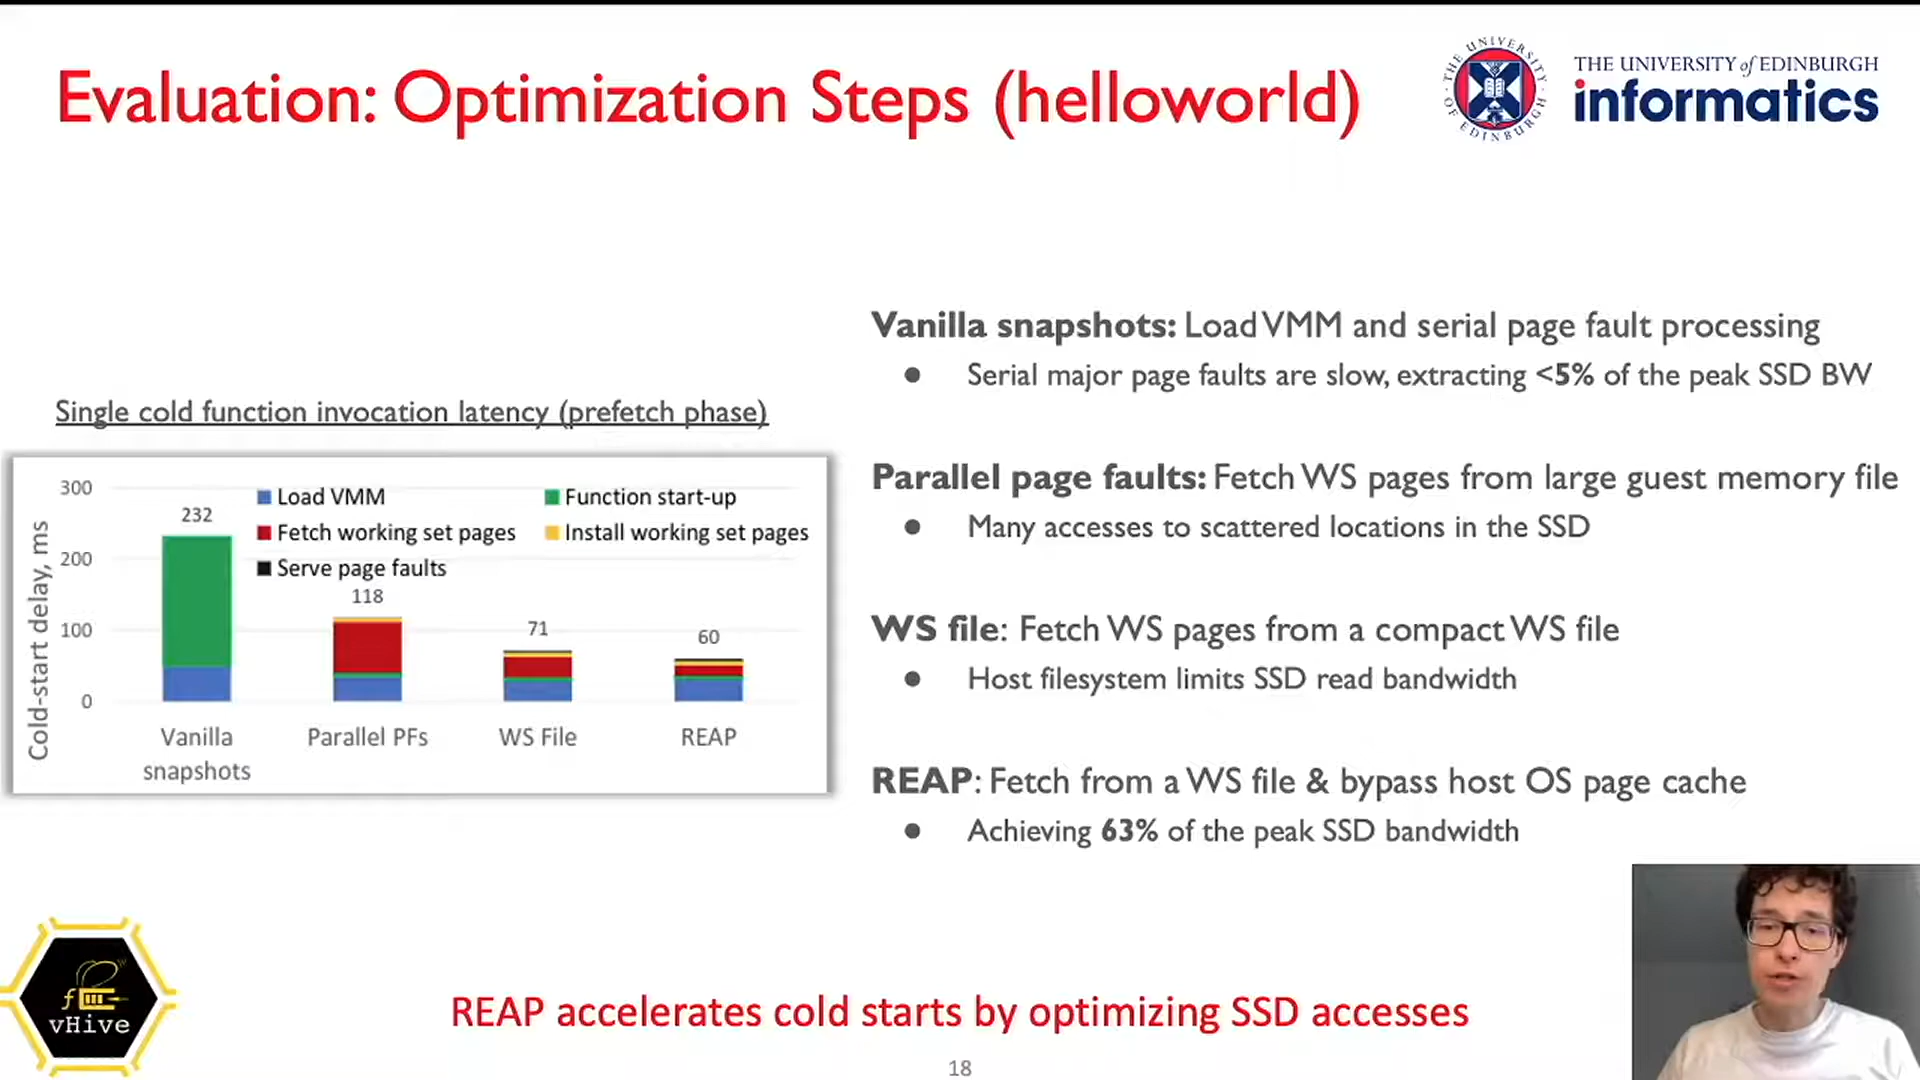 Evaluation: Optimization Steps (helloworld)
THE UNIVERSITY of EDINBURGH
informatics
THE UNIVERSITY OF EDINBURGH
Vanilla snapshots: Load VMM and serial page fault processing
● Serial major page faults are slow, extracting <5% of the peak SSD BW
Parallel page faults: Fetch WS pages from large guest memory file
● Many accesses to scattered locations in the SSD
WS file: Fetch WS pages from a compact WS file
● Host filesystem limits SSD read bandwidth
REAP: Fetch from a WS file & bypass host OS page cache
● Achieving 63% of the peak SSD bandwidth
Single cold function invocation latency (prefetch phase)
Cold-start delay, ms
300
200
100
0
Load VMM
Function start-up
Fetch working set pages
Install working set pages
Serve page faults
232
118
71
60
Vanilla snapshots
Parallel PFs
WS File
REAP
f
vHive
REAP accelerates cold starts by optimizing SSD accesses
18